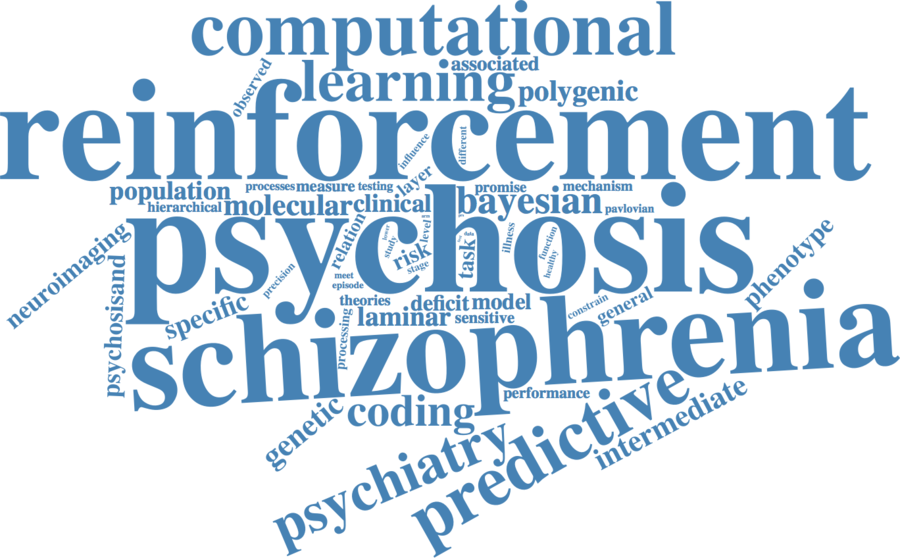 computational
associated
learning
observed
polygenic
reinforcement
influence
different
layer
population
processes
measure
testing
promise
mechanism
hierarchical
molecular
clinical
bayesian
pavlovian
psychosis
neuroimaging
relation
lower
study
level
risk
stage
task
illness
function
healthy
phenotype
precision
meet
episode
psychosisand
specific
theories
deficit
model
constrain
general
laminar
sensitive
processing
schizophrenia
performance
genetic
coding
predictive
intermediate
psychiatry